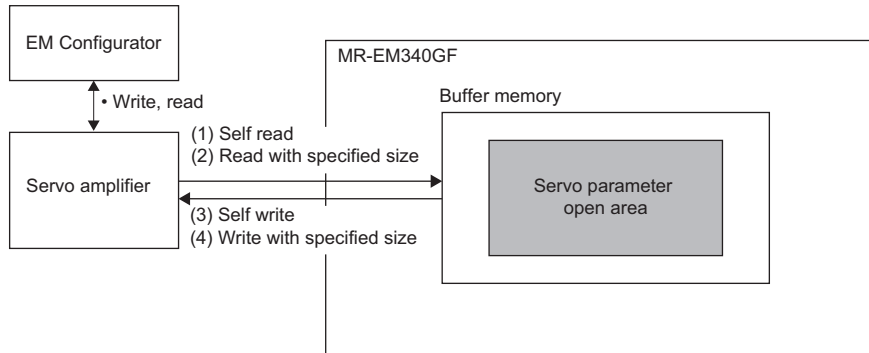 EM Configurator
MR-EM340GF
• Write, read
Buffer memory
(1) Self read
(2) Read with specified size
Servo amplifier
Servo parameter
open area
(3) Self write
(4) Write with specified size